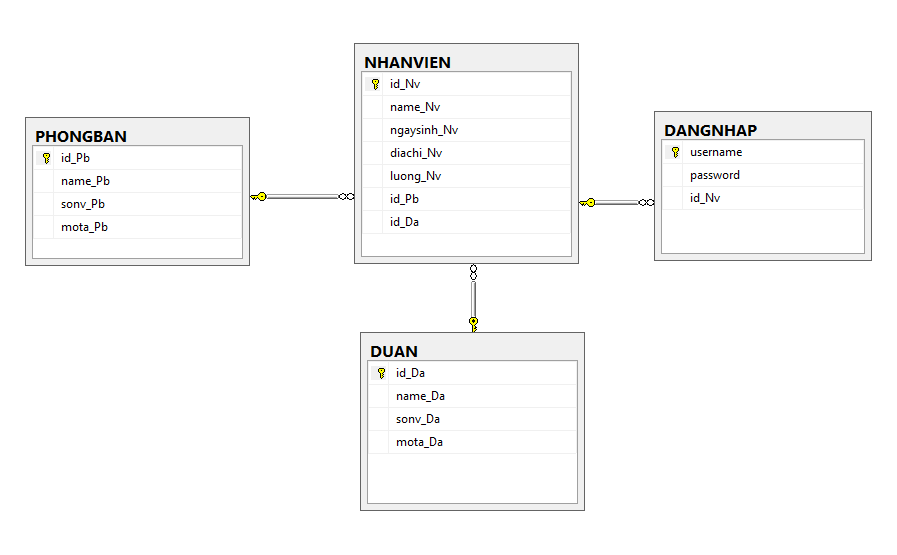 PHONGBAN
id_Pb
name_Pb
sonv_Pb
mota_Pb
NHANVIEN
id_Nv
name_Nv
ngaysinh_Nv
diachi_Nv
luong_Nv
id_Pb
id_Da
DANGNHAP
username
password
id_Nv
DUAN
id_Da
name_Da
sonv_Da
mota_Da